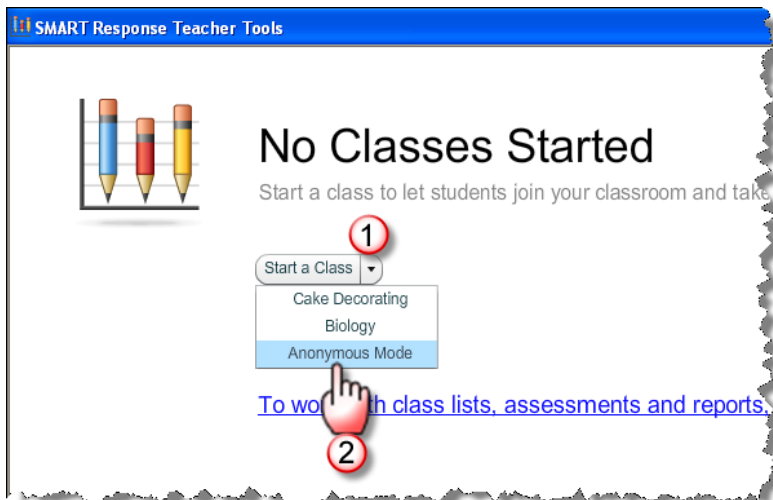 SMART Response Teacher Tools
No Classes Started
Start a class to let students join your classroom and take
1
Start a Class
Cake Decorating
Biology
Anonymous Mode
To wo th class lists, assessments and reports,
2